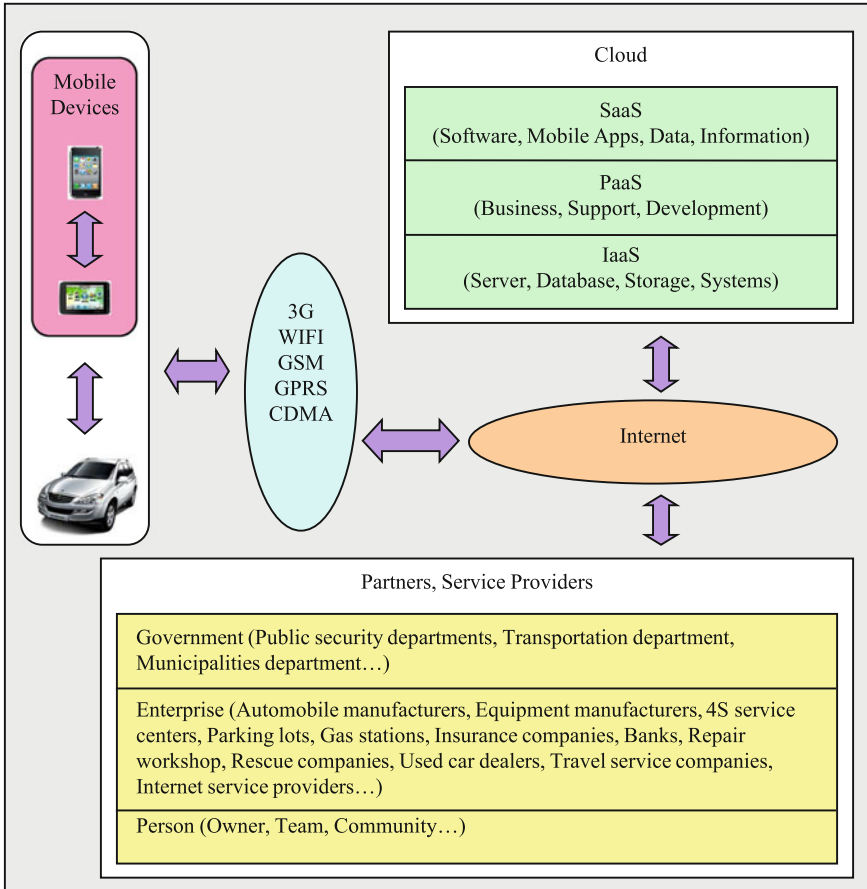 Mobile
Devices
3G
WIFI
GSM
GPRS
CDMA
Cloud
SaaS
(Software, Mobile Apps, Data, Information)
PaaS
(Business, Support, Development)
IaaS
(Server, Database, Storage, Systems)
Internet
Partners, Service Providers
Government (Public security departments, Transportation department,
Municipalities department…)
Enterprise (Automobile manufacturers, Equipment manufacturers, 4S service
centers, Parking lots, Gas stations, Insurance companies, Banks, Repair
workshop, Rescue companies, Used car dealers, Travel service companies,
Internet service providers…)
Person (Owner, Team, Community…)